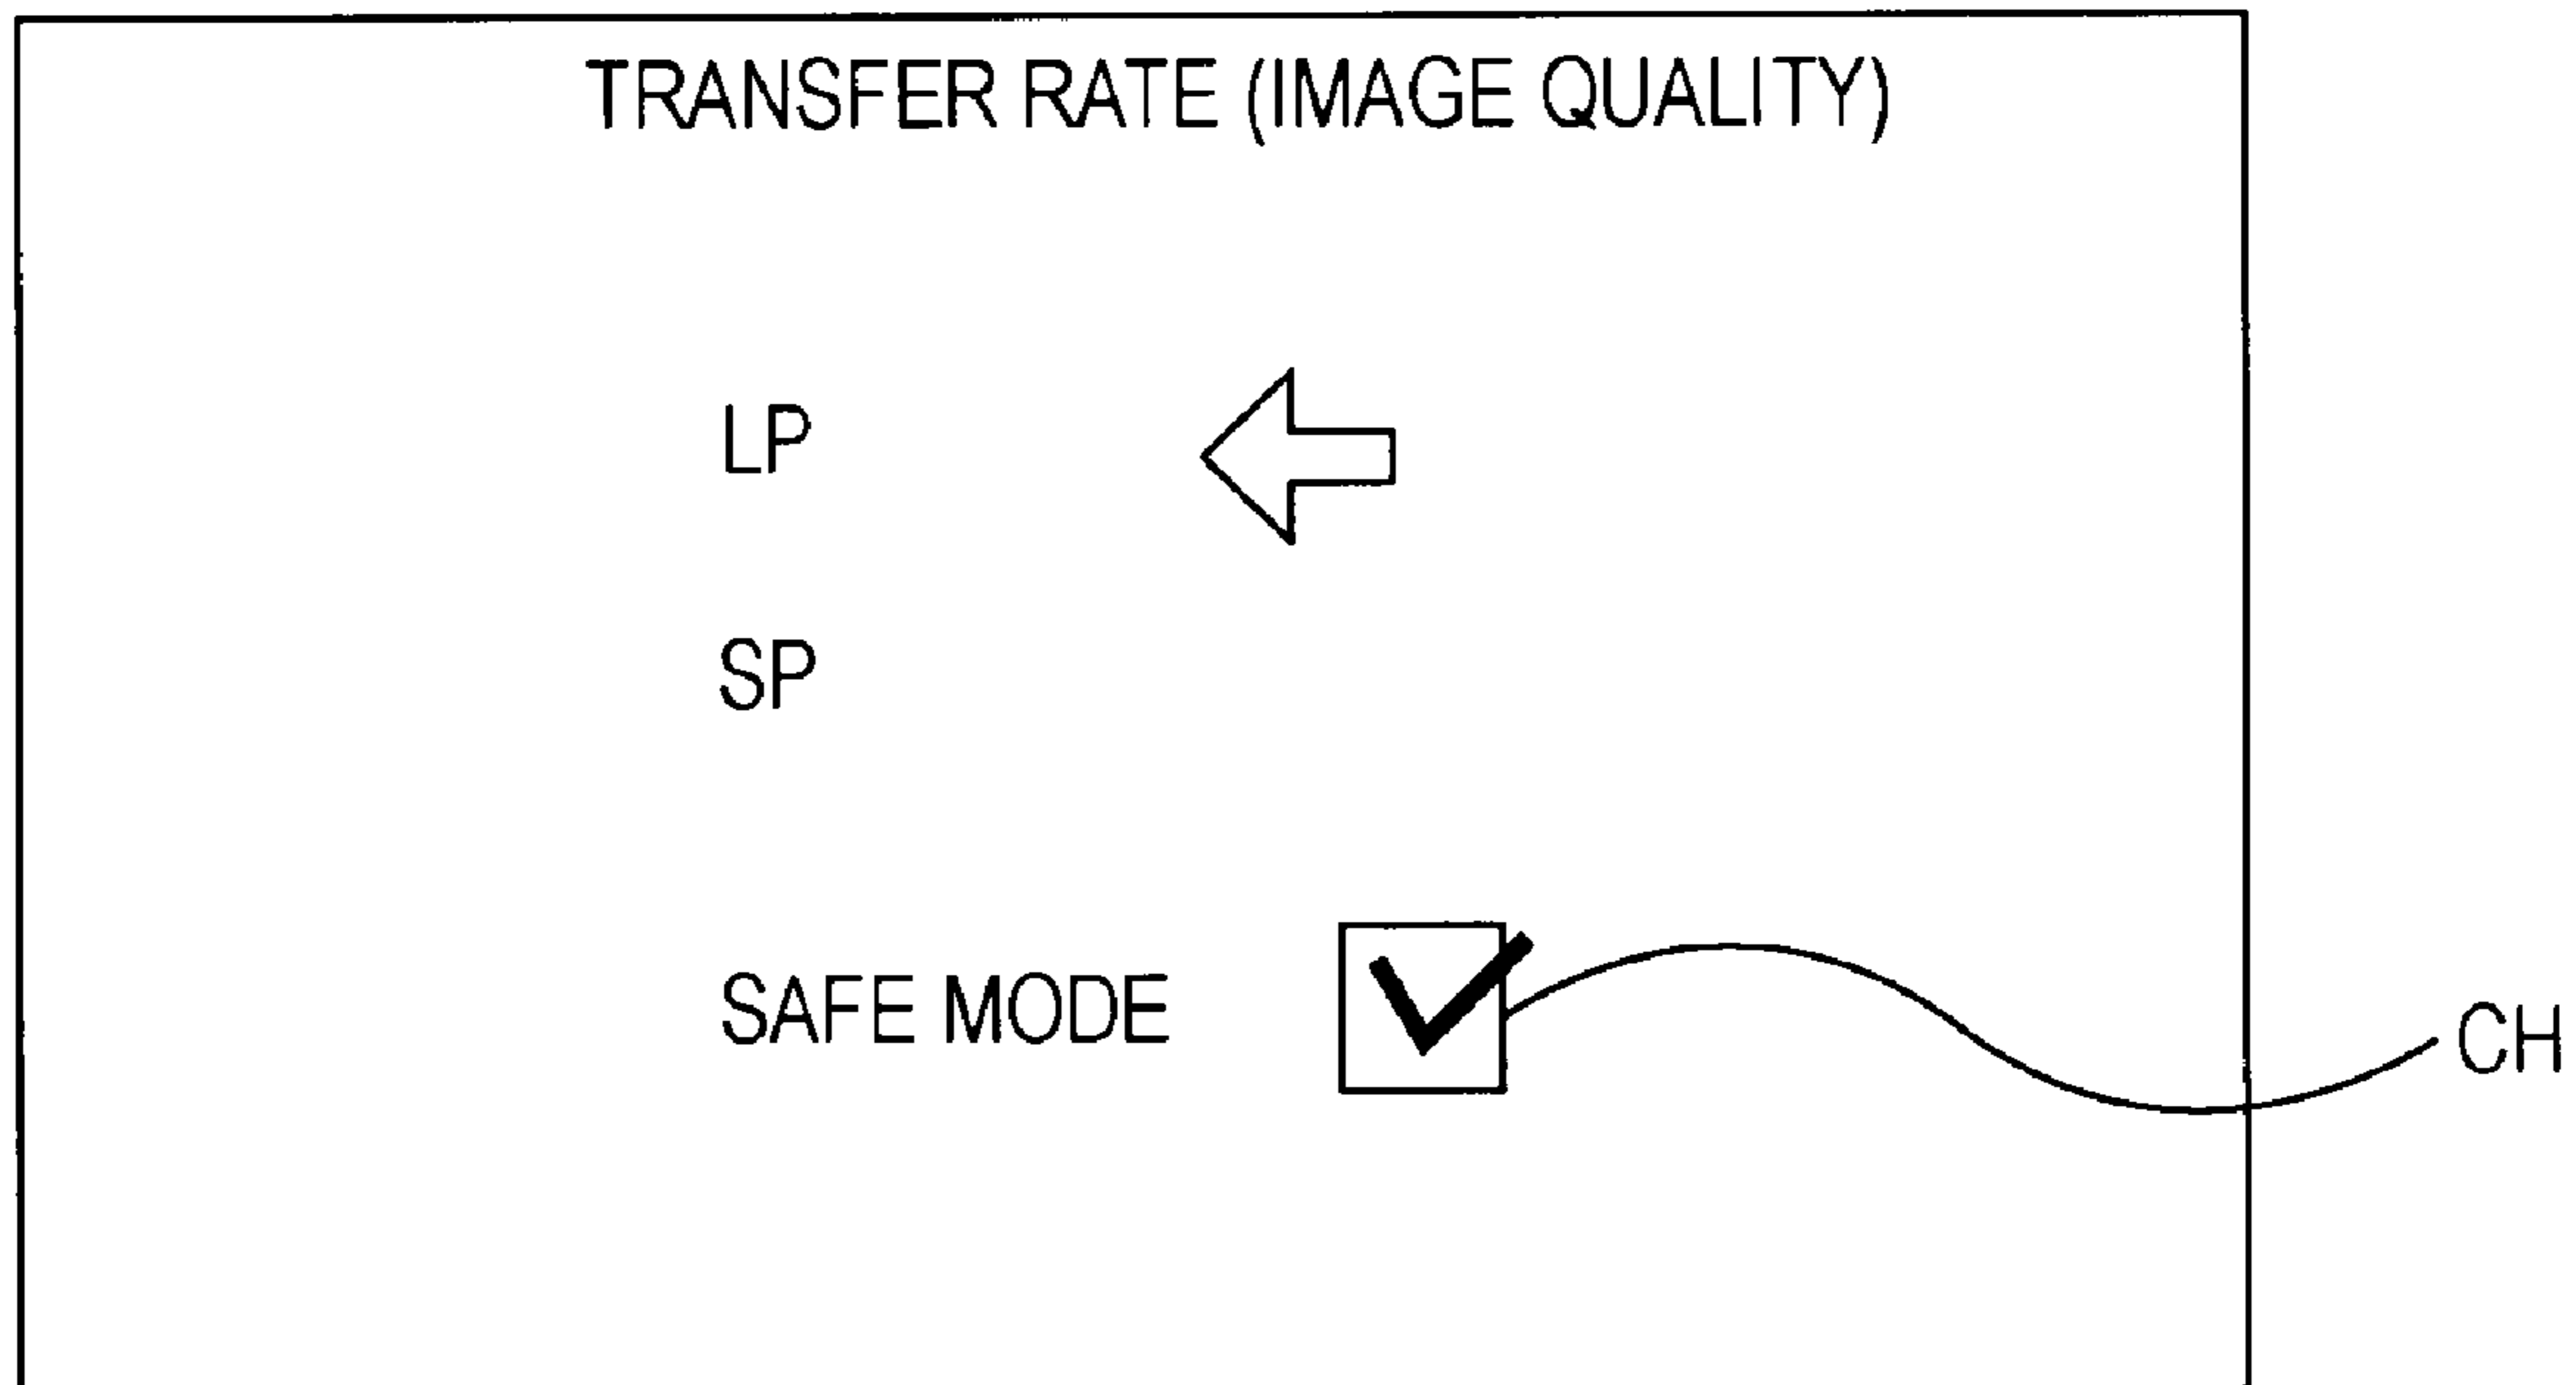 TRANSFER RATE (IMAGE QUALITY)
LP
SP
SAFE MODE
CH